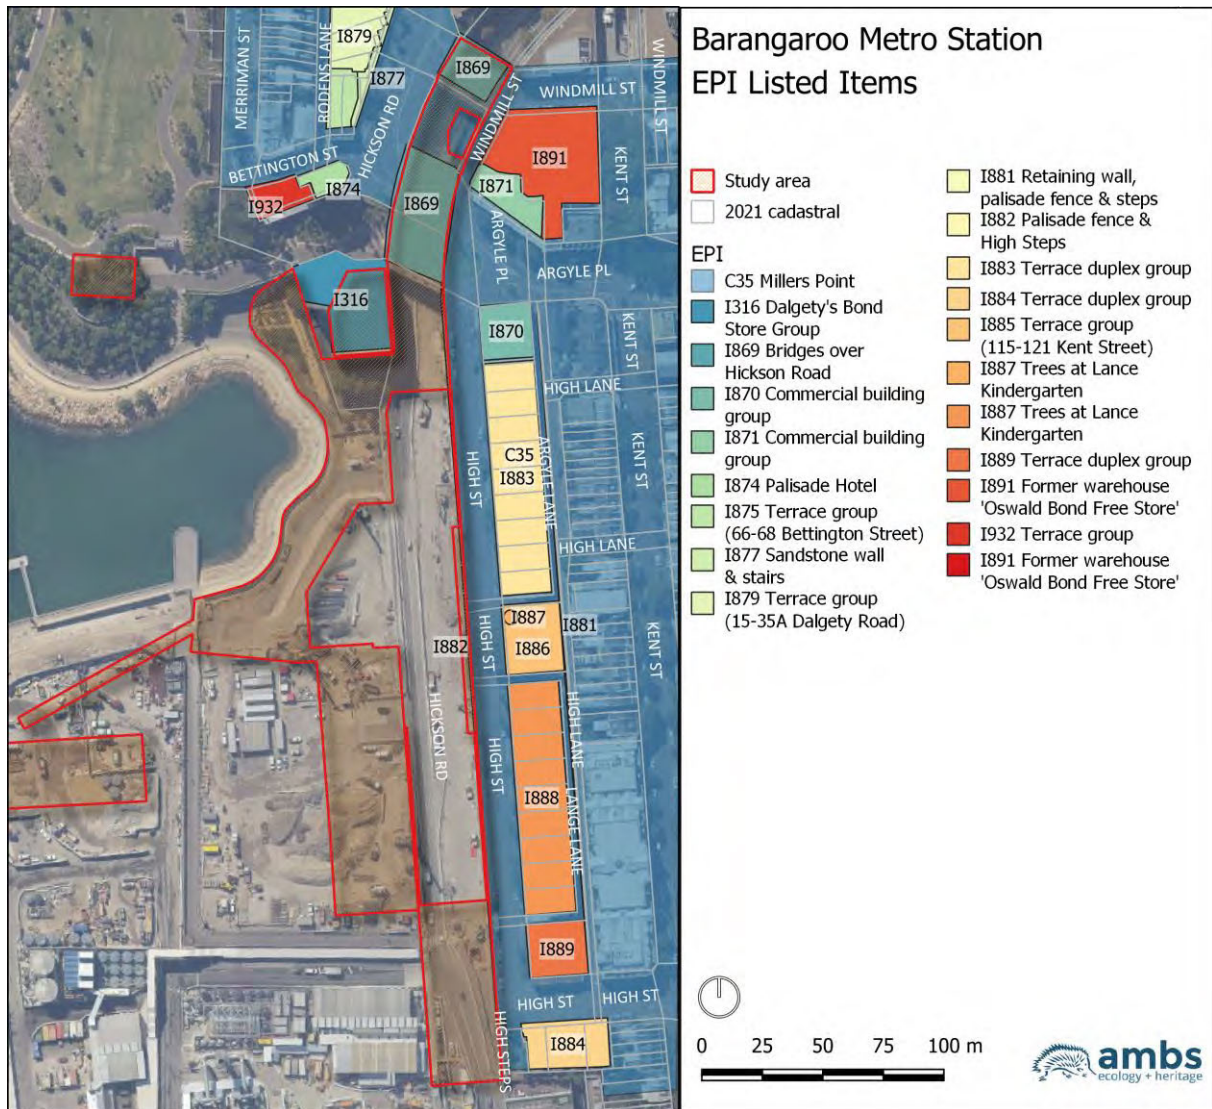 Barangaroo Metro Station
EPI Listed Items
Study area
2021 cadastral
EPI
C35 Millers Point
I316 Dalgety's Bond
Store Group
I869 Bridges over
Hickson Road
I870 Commercial building
group
I871 Commercial building
group
I874 Palisade Hotel
I875 Terrace group
(66-68 Bettington Street)
I877 Sandstone wall
& stairs
I879 Terrace group
(15-35A Dalgety Road)
I881 Retaining wall,
palisade fence & steps
I882 Palisade fence &
High Steps
I883 Terrace duplex group
I884 Terrace duplex group
I885 Terrace group
(115-121 Kent Street)
I887 Trees at Lance
Kindergarten
I887 Trees at Lance
Kindergarten
I889 Terrace duplex group
I891 Former warehouse
'Oswald Bond Free Store'
I932 Terrace group
I891 Former warehouse
'Oswald Bond Free Store'
0 25 50 75 100 m
ambs
ecology + heritage
MERRIMAN ST
RODENS LANE
I879
I877
HICKSON RD
I869
WINDMILL ST
WINDMILL ST
WINDMILL ST
BETTINGTON ST
I874
I932
I869
I871
I891
KENT ST
ARGYLE PL
ARGYLE PL
I316
I870
KENT ST
HIGH LANE
C35
I883
ARGYLE LANE
KENT ST
HIGH ST
HIGH LANE
I887
I886
I881
I882
HIGH ST
KENT ST
HICKSON RD
HIGH LANE
HIGH ST
I888
LANGE LANE
I889
HIGH ST
HIGH ST
I884
HIGH STEPS